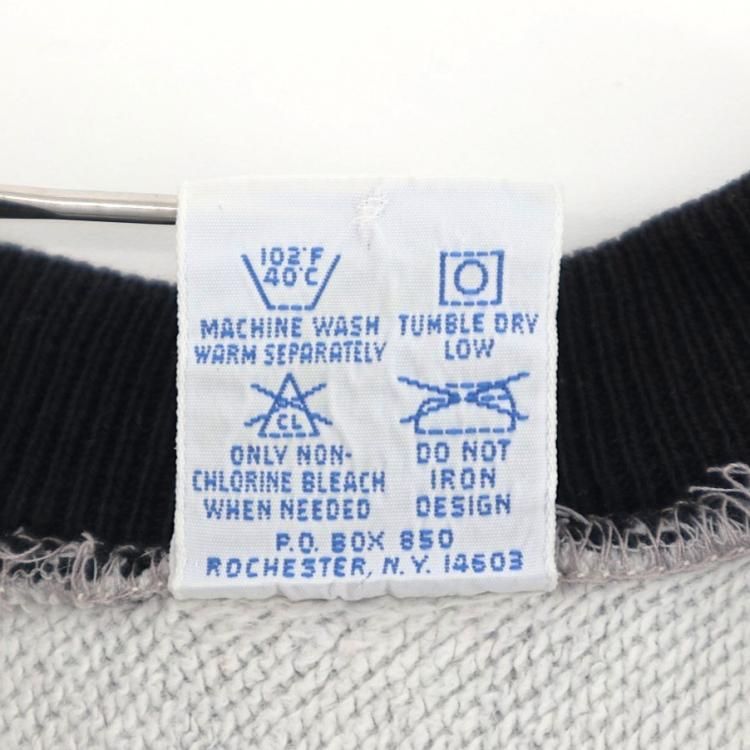 102°F
40°C
MACHINE WASH
WARM SEPARATELY
TUMBLE DRY
LOW
CL
ONLY NON-
CHLORINE BLEACH
WHEN NEEDED
DO NOT
IRON
DESIGN
P.O. BOX 850
ROCHESTER, N.Y. 14603